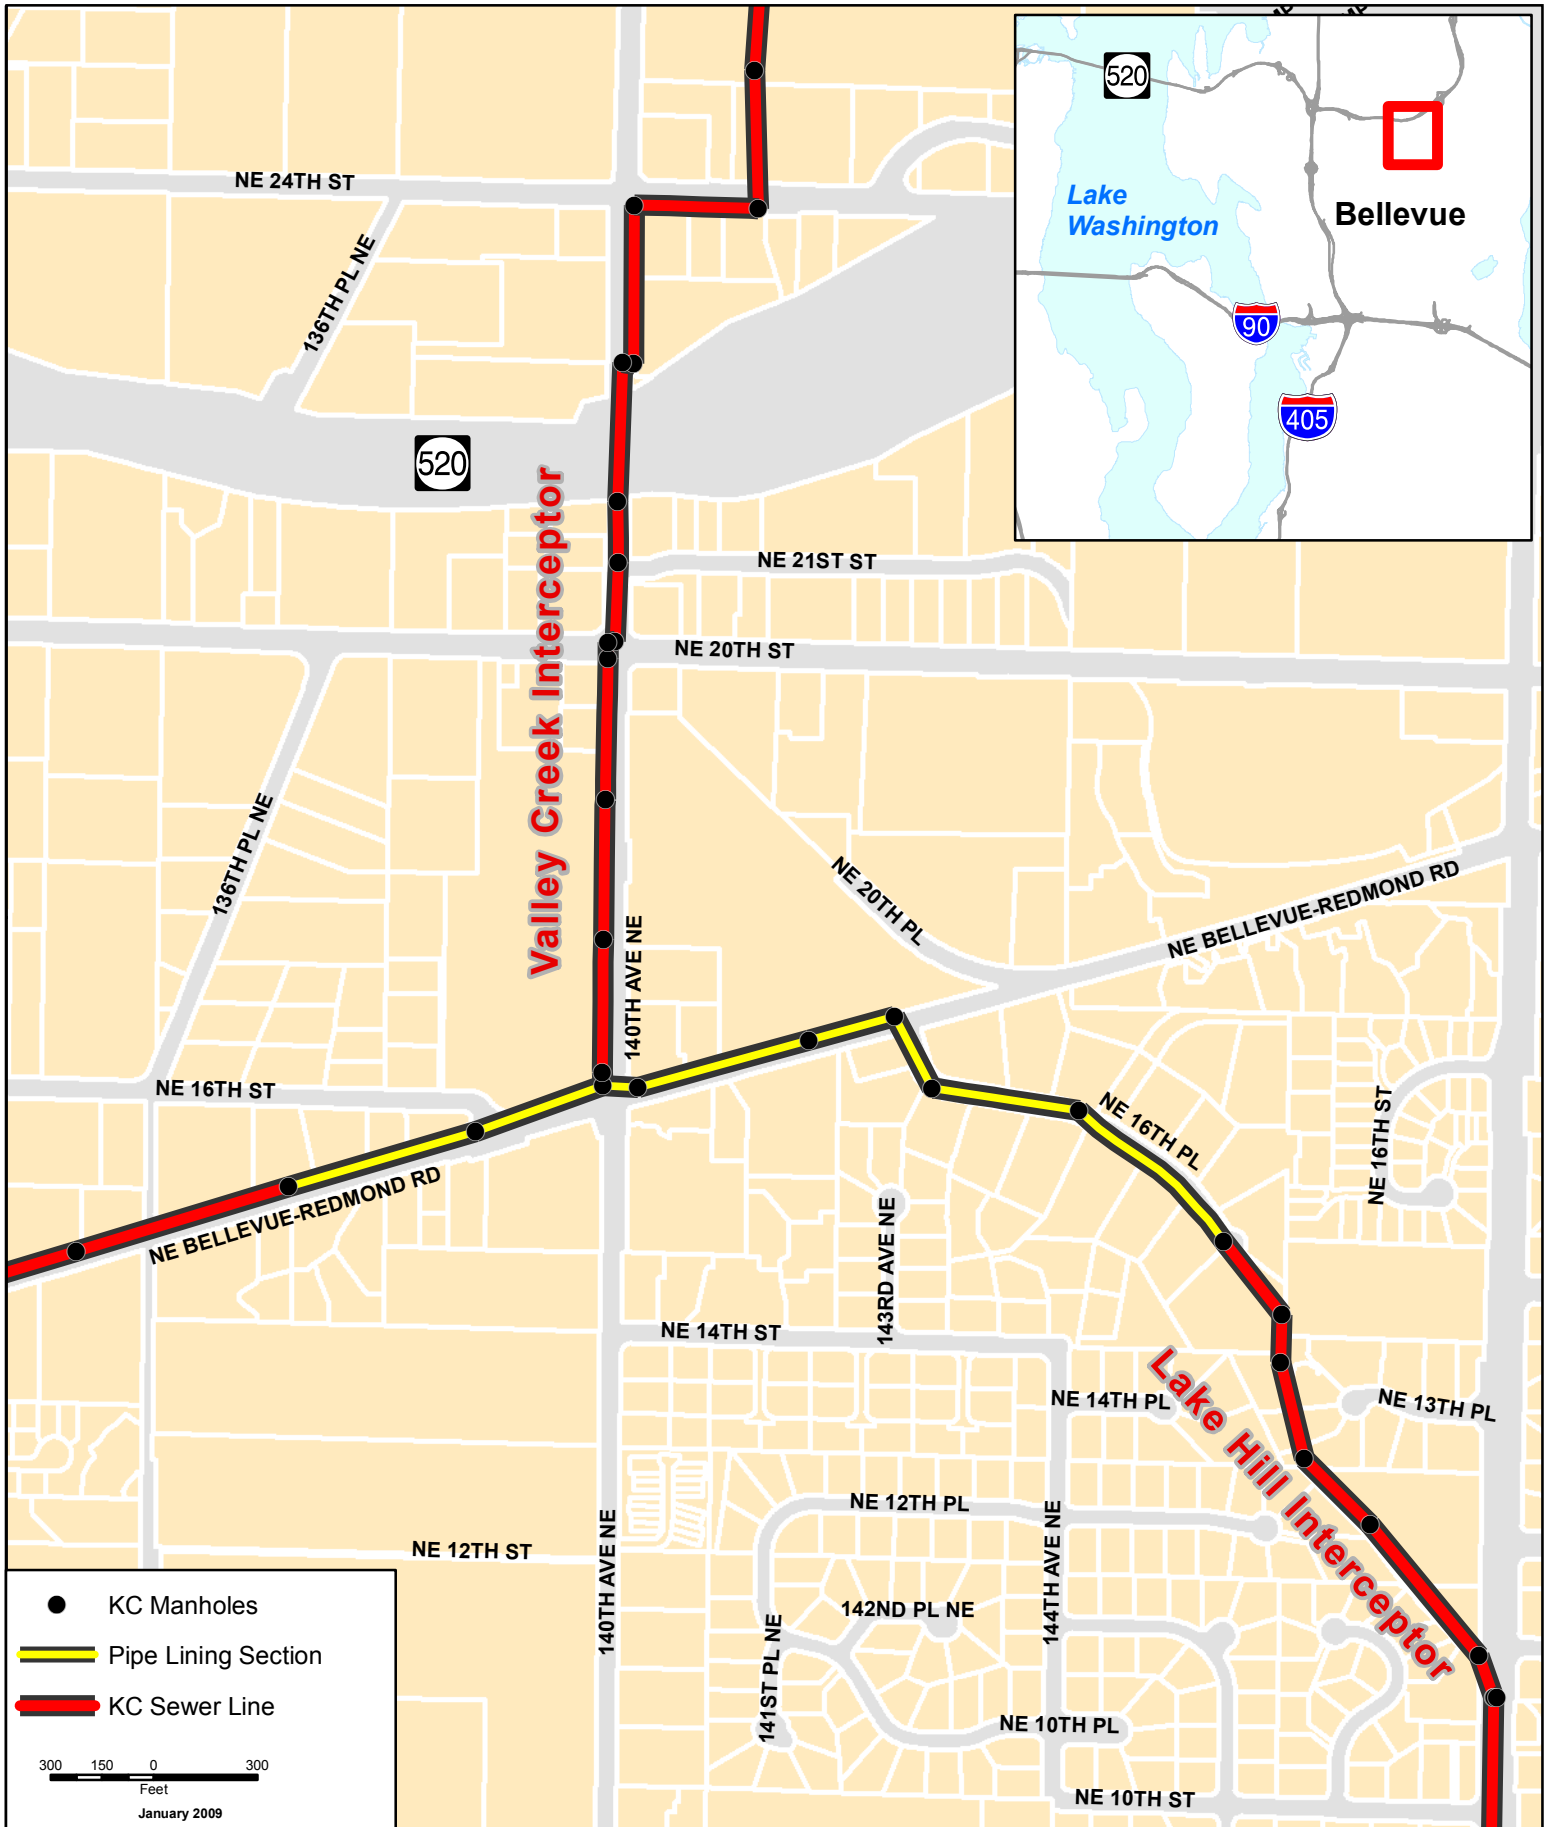 NE 24TH ST
136TH PL NE
520
Valley Creek Interceptor
NE 21ST ST
NE 20TH ST
136TH PL NE
NE 20TH PL
NE BELLEVUE-REDMOND RD
140TH AVE NE
NE 16TH ST
NE BELLEVUE-REDMOND RD
NE 16TH PL
NE 16TH ST
143RD AVE NE
NE 14TH ST
NE 14TH PL
NE 13TH PL
Lake Hill Interceptor
NE 12TH PL
NE 12TH ST
140TH AVE NE
144TH AVE NE
142ND PL NE
141ST PL NE
NE 10TH PL
NE 10TH ST
520
Lake
Washington
Bellevue
90
405
KC Manholes
Pipe Lining Section
KC Sewer Line
300 150 0 300
Feet
January 2009